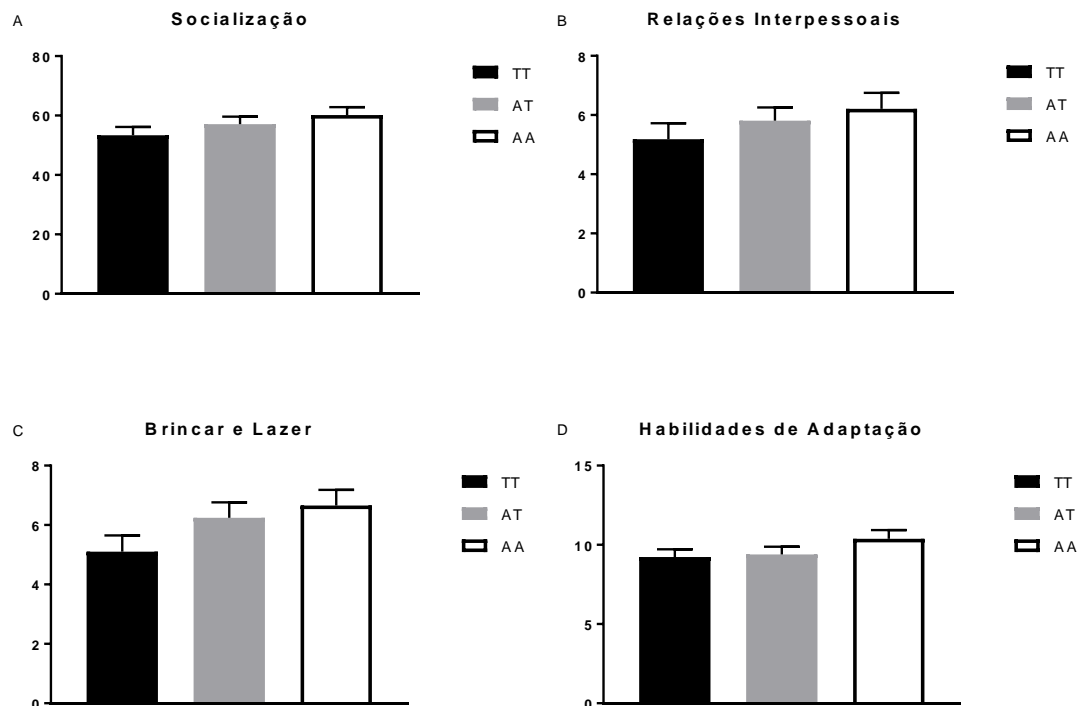 A
Socialização
80
60
40
20
0
TT
AT
AA
B
Relações Interpessoais
8
6
4
2
0
TT
AT
AA
C
Brincar e Lazer
8
6
4
2
0
TT
AT
AA
D
Habilidades de Adaptação
15
10
5
0
TT
AT
AA